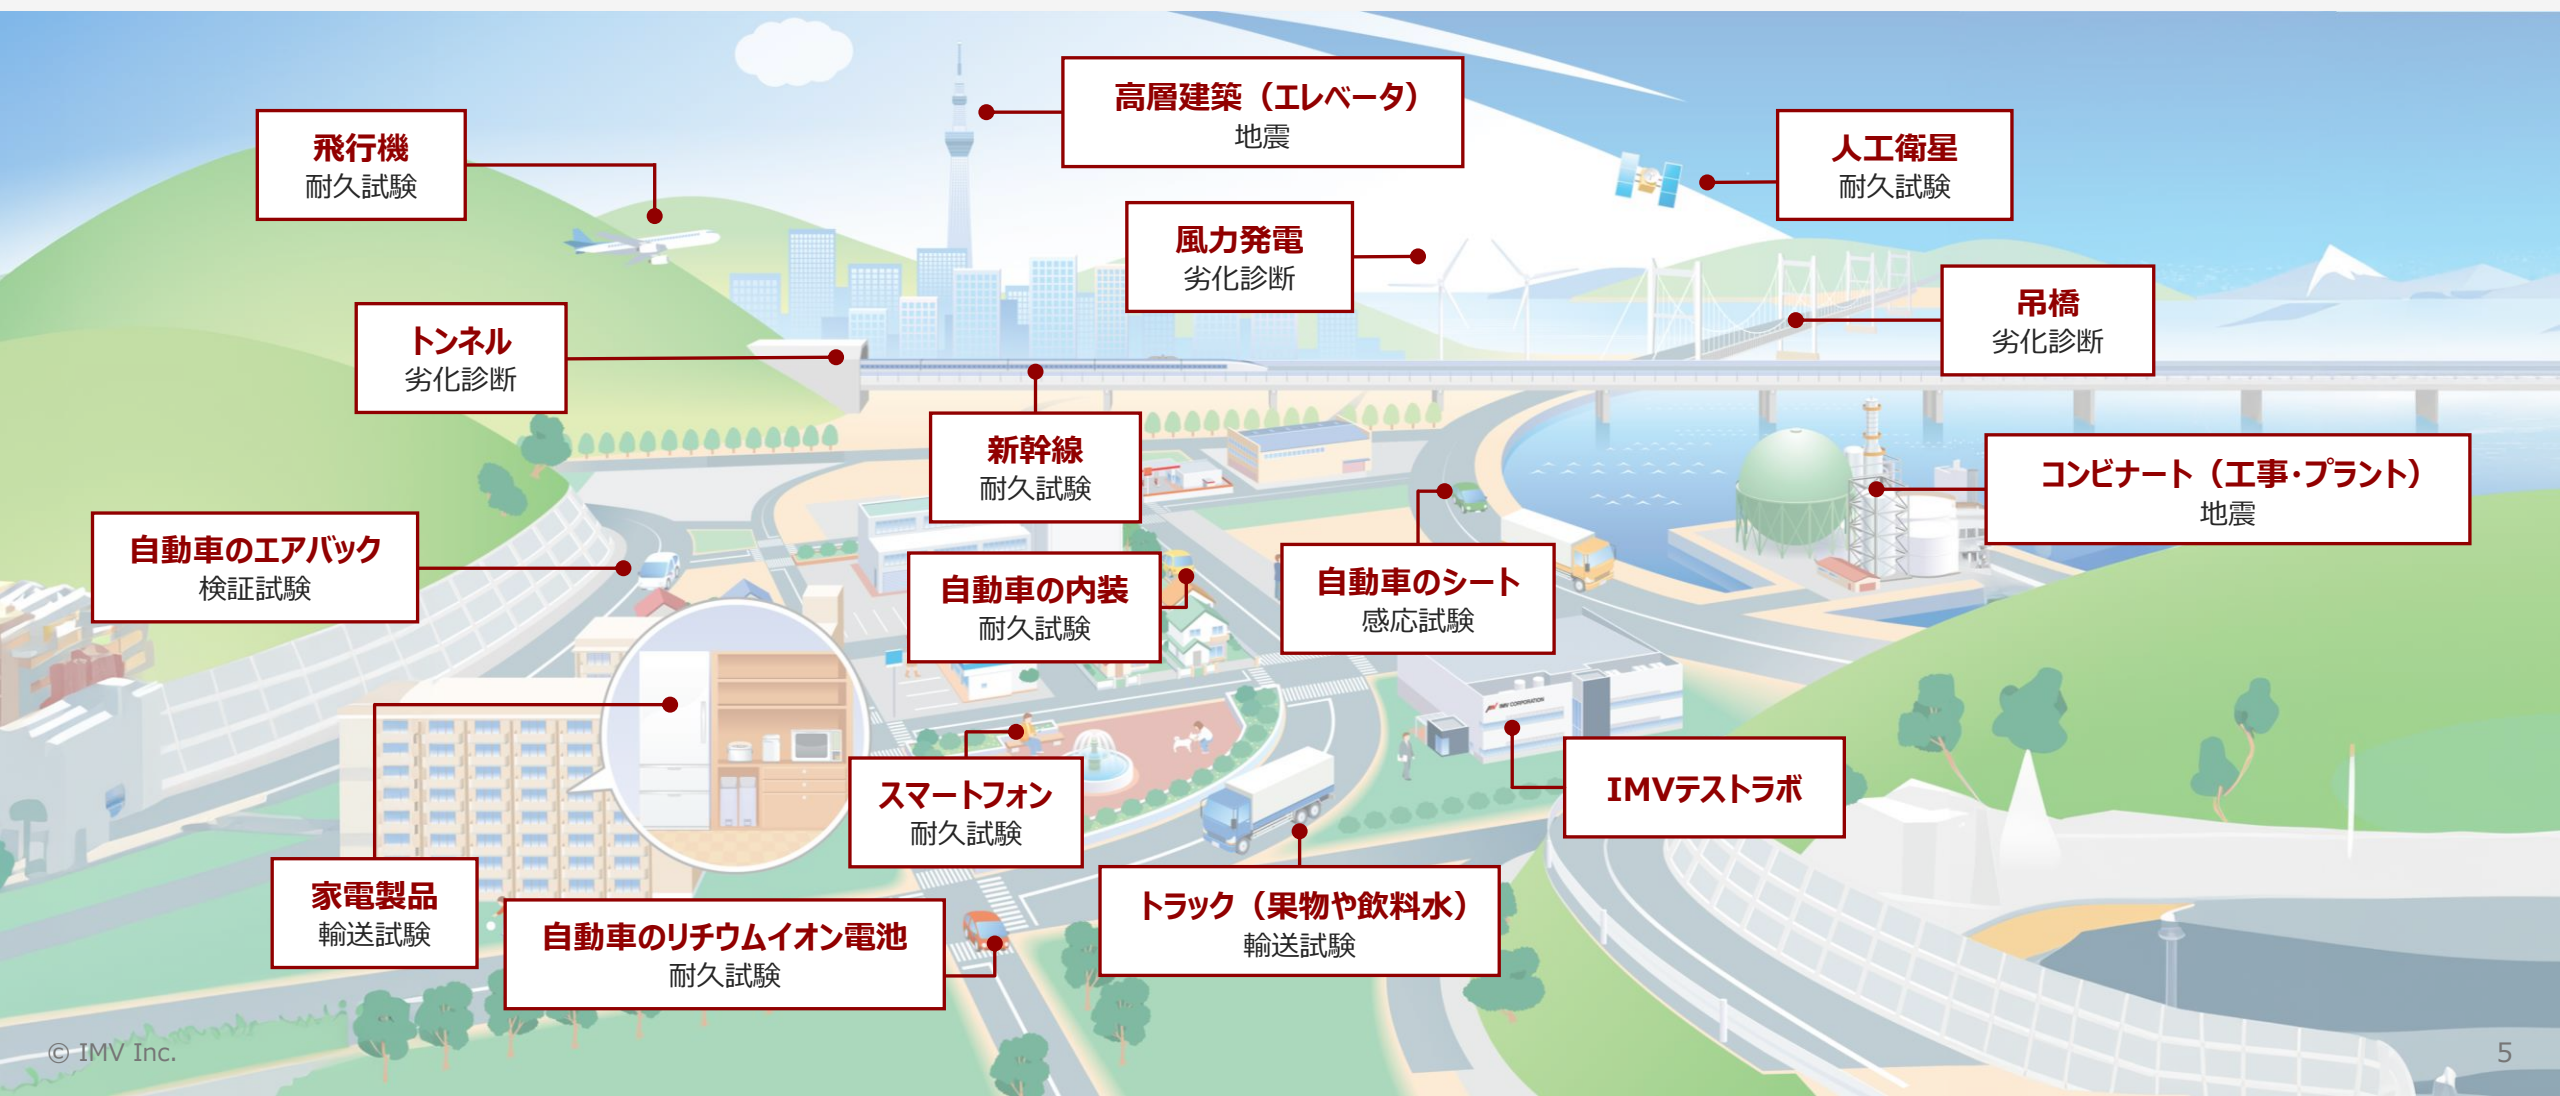 高層建築（エレベータ）
地震
飛行機
耐久試験
人工衛星
耐久試験
風力発電
劣化診断
吊橋
劣化診断
トンネル
劣化診断
新幹線
耐久試験
コンビナート（工事・プラント）
地震
自動車のエアバック
検証試験
自動車の内装
耐久試験
自動車のシート
感応試験
IMV CORPORATION
スマートフォン
耐久試験
IMVテストラボ
家電製品
輸送試験
自動車のリチウムイオン電池
耐久試験
トラック（果物や飲料水）
輸送試験
© IMV Inc.
5